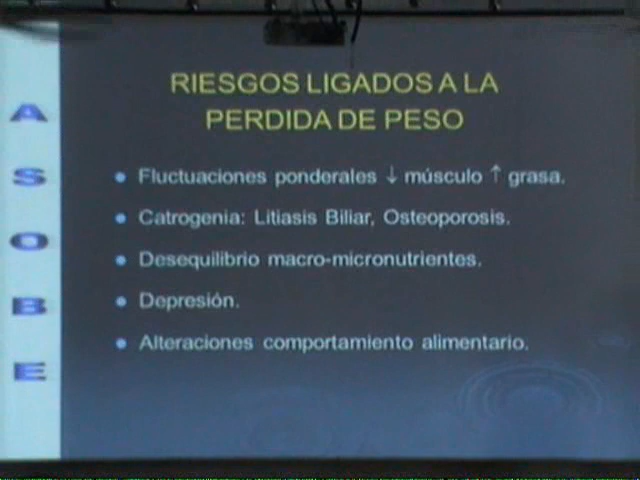 RIESGOS LIGADOS A LA
PERDIDA DE PESO
• Fluctuaciones ponderales ↓ músculo ↑ grasa.
• Catrogenia: Litiasis Biliar, Osteoporosis.
• Desequilibrio macro-micronutrientes.
• Depresión.
• Alteraciones comportamiento alimentario.
A
S
O
B
E